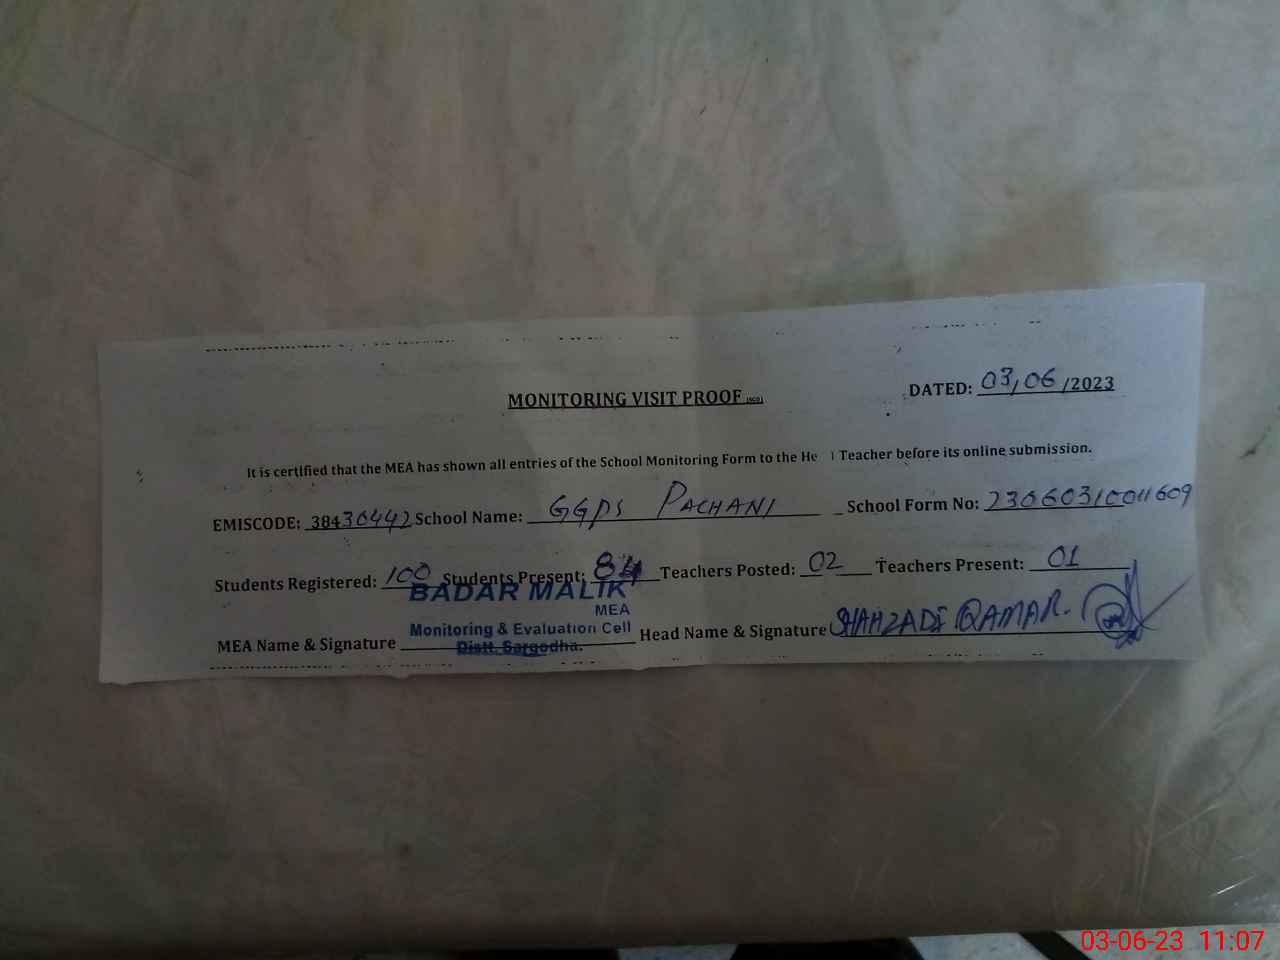 MONITORING VISIT PROOF
DATED: 03/06/2023
It is certified that the MEA has shown all entries of the School Monitoring Form to the He Teacher before its online submission.
EMISCODE: 38430442 School Name: GGPS PACHANI School Form No: 23060310011609
Students Registered: 100 Students Present: 84 Teachers Posted: 02 Teachers Present: 01
BADAR MALIK
MEA
Monitoring & Evaluation Cell
Distt. Sargodha.
MEA Name & Signature Head Name & Signature SHAHZADI QAMAR.
03-06-23 11:07